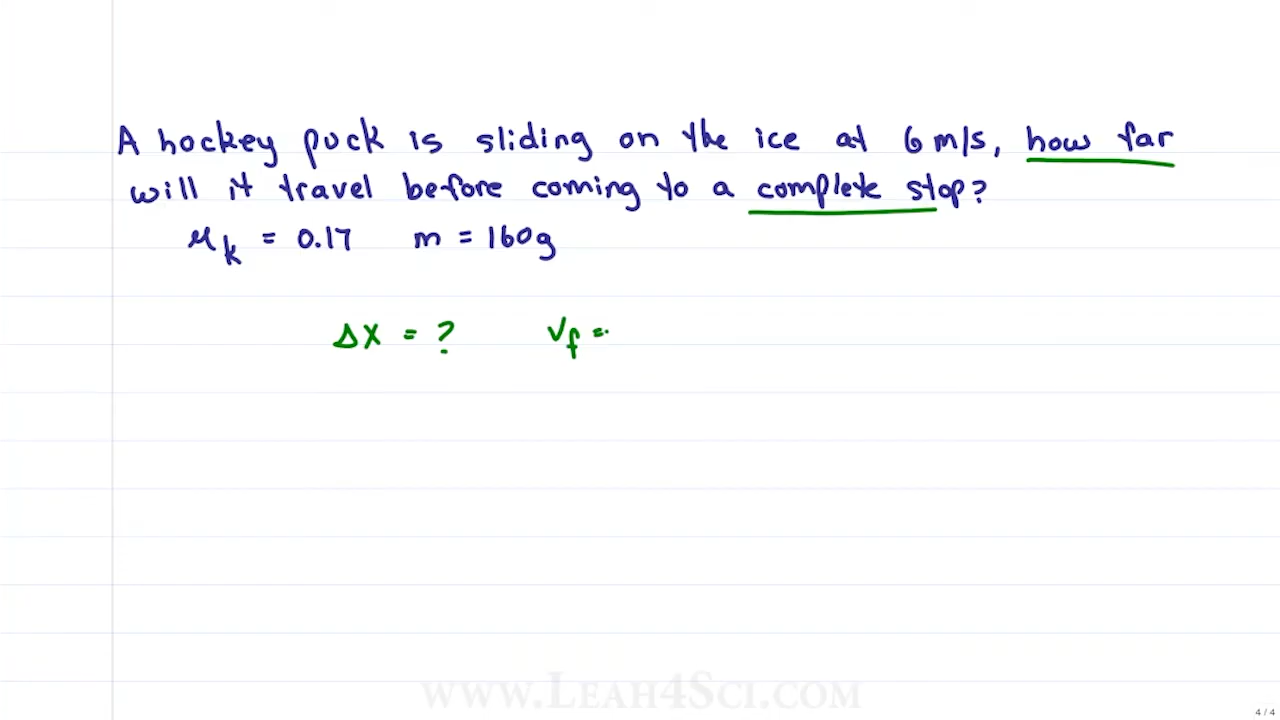 A hockey puck is sliding on the ice at 6 m/s, how far
will it travel before coming to a complete stop?
μk = 0.17 m = 160g
Δx = ? Vf =
www.Leah4Sci.com
4 / 4